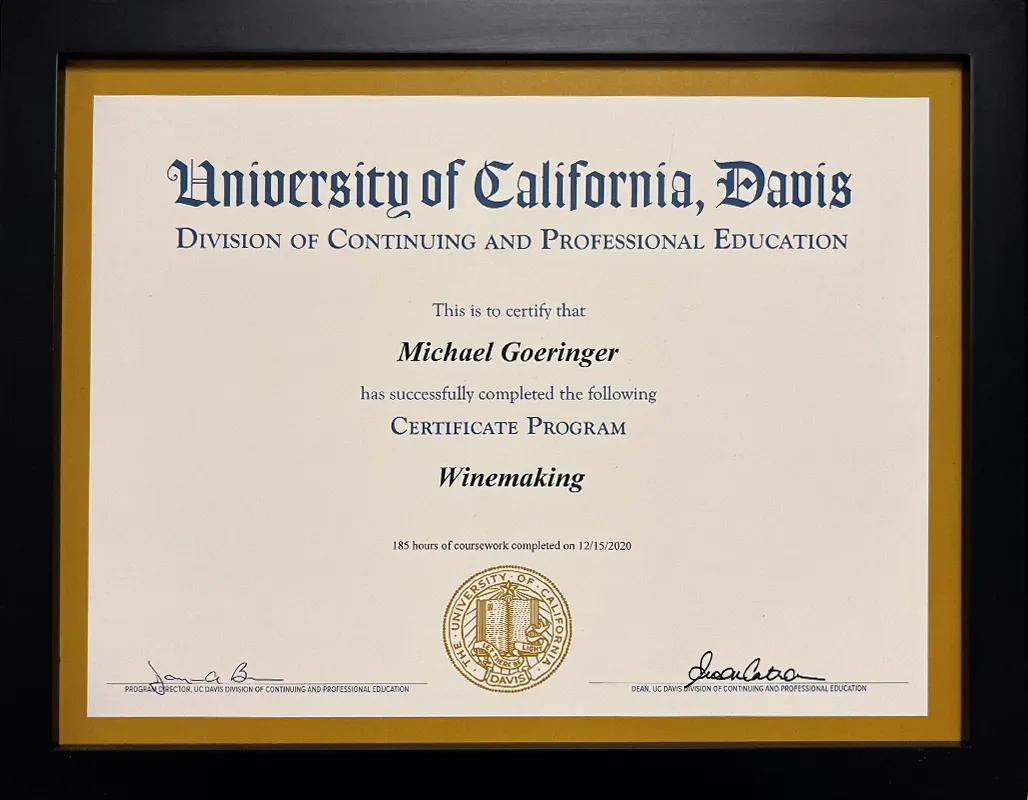 University of California, Davis
Division of Continuing and Professional Education
This is to certify that
Michael Goeringer
has successfully completed the following
Certificate Program
Winemaking
185 hours of coursework completed on 12/15/2020
THE · UNIVERSITY · OF · CALIFORNIA ·
LET THERE BE LIGHT
DAVIS
PROGRAM DIRECTOR, UC DAVIS DIVISION OF CONTINUING AND PROFESSIONAL EDUCATION
DEAN, UC DAVIS DIVISION OF CONTINUING AND PROFESSIONAL EDUCATION